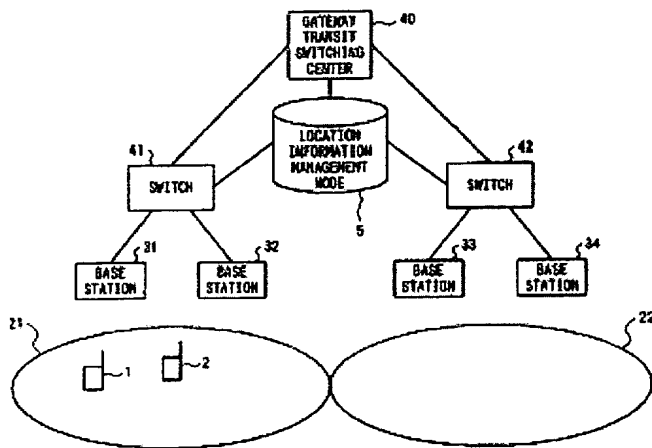 GATEWAY
TRANSIT
SWITCHING
CENTER
40
LOCATION
INFORMATION
MANAGEMENT
NODE
5
41
SWITCH
42
SWITCH
31
BASE
STATION
32
BASE
STATION
33
BASE
STATION
34
BASE
STATION
21
1
2
22